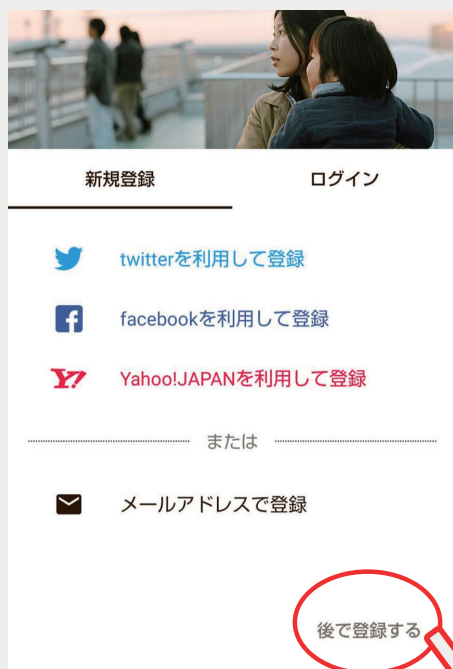 新規登録
ログイン
twitterを利用して登録
facebookを利用して登録
Yahoo!JAPANを利用して登録
または
メールアドレスで登録
後で登録する